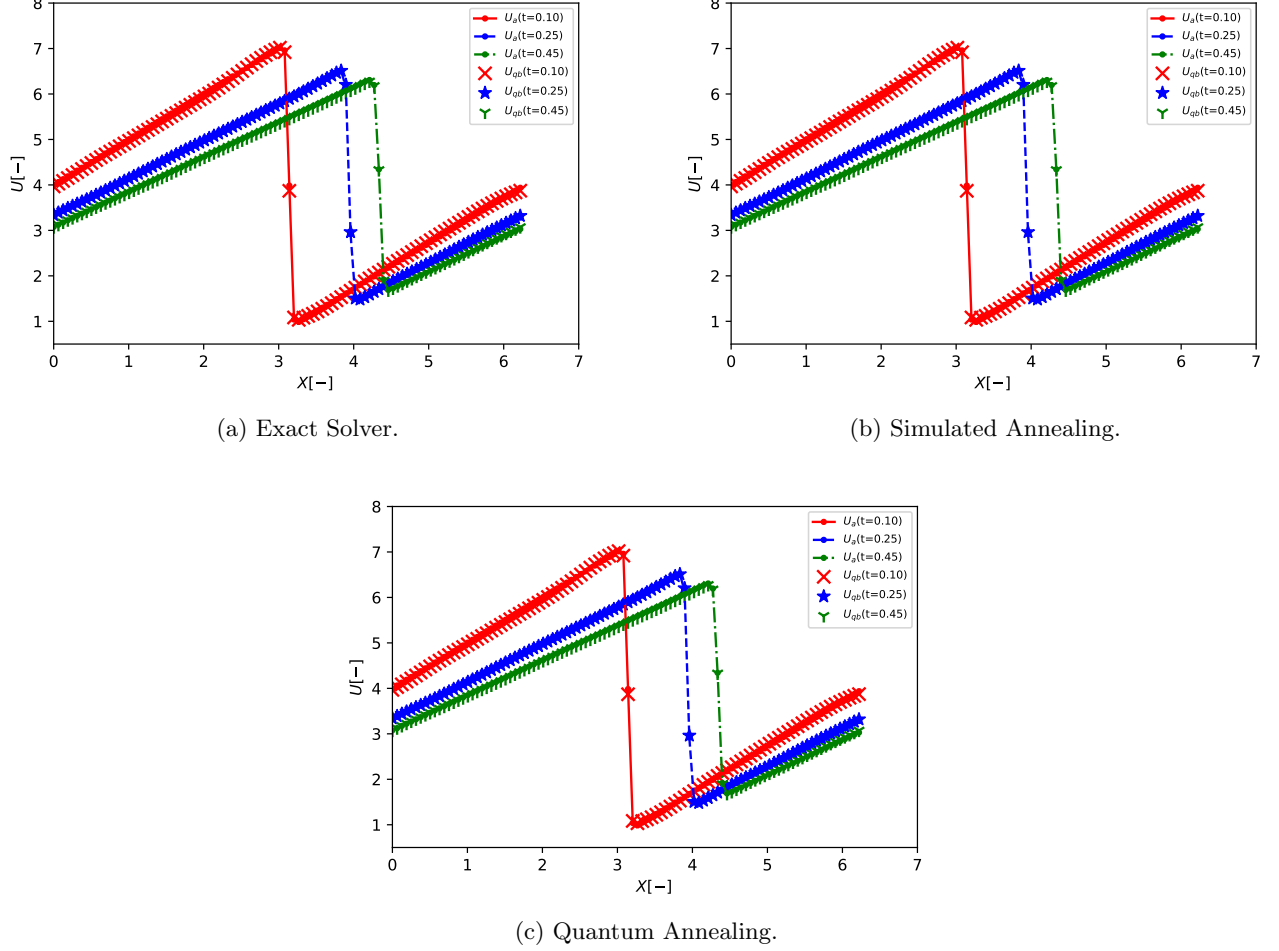 8
7
6
5
4
3
2
1
U[−]
0 1 2 3 4 5 6 7
X[−]
U_a(t=0.10)
U_a(t=0.25)
U_a(t=0.45)
U_qb(t=0.10)
U_qb(t=0.25)
U_qb(t=0.45)
(a) Exact Solver.
8
7
6
5
4
3
2
1
U[−]
0 1 2 3 4 5 6 7
X[−]
U_a(t=0.10)
U_a(t=0.25)
U_a(t=0.45)
U_qb(t=0.10)
U_qb(t=0.25)
U_qb(t=0.45)
(b) Simulated Annealing.
8
7
6
5
4
3
2
1
U[−]
0 1 2 3 4 5 6 7
X[−]
U_a(t=0.10)
U_a(t=0.25)
U_a(t=0.45)
U_qb(t=0.10)
U_qb(t=0.25)
U_qb(t=0.45)
(c) Quantum Annealing.